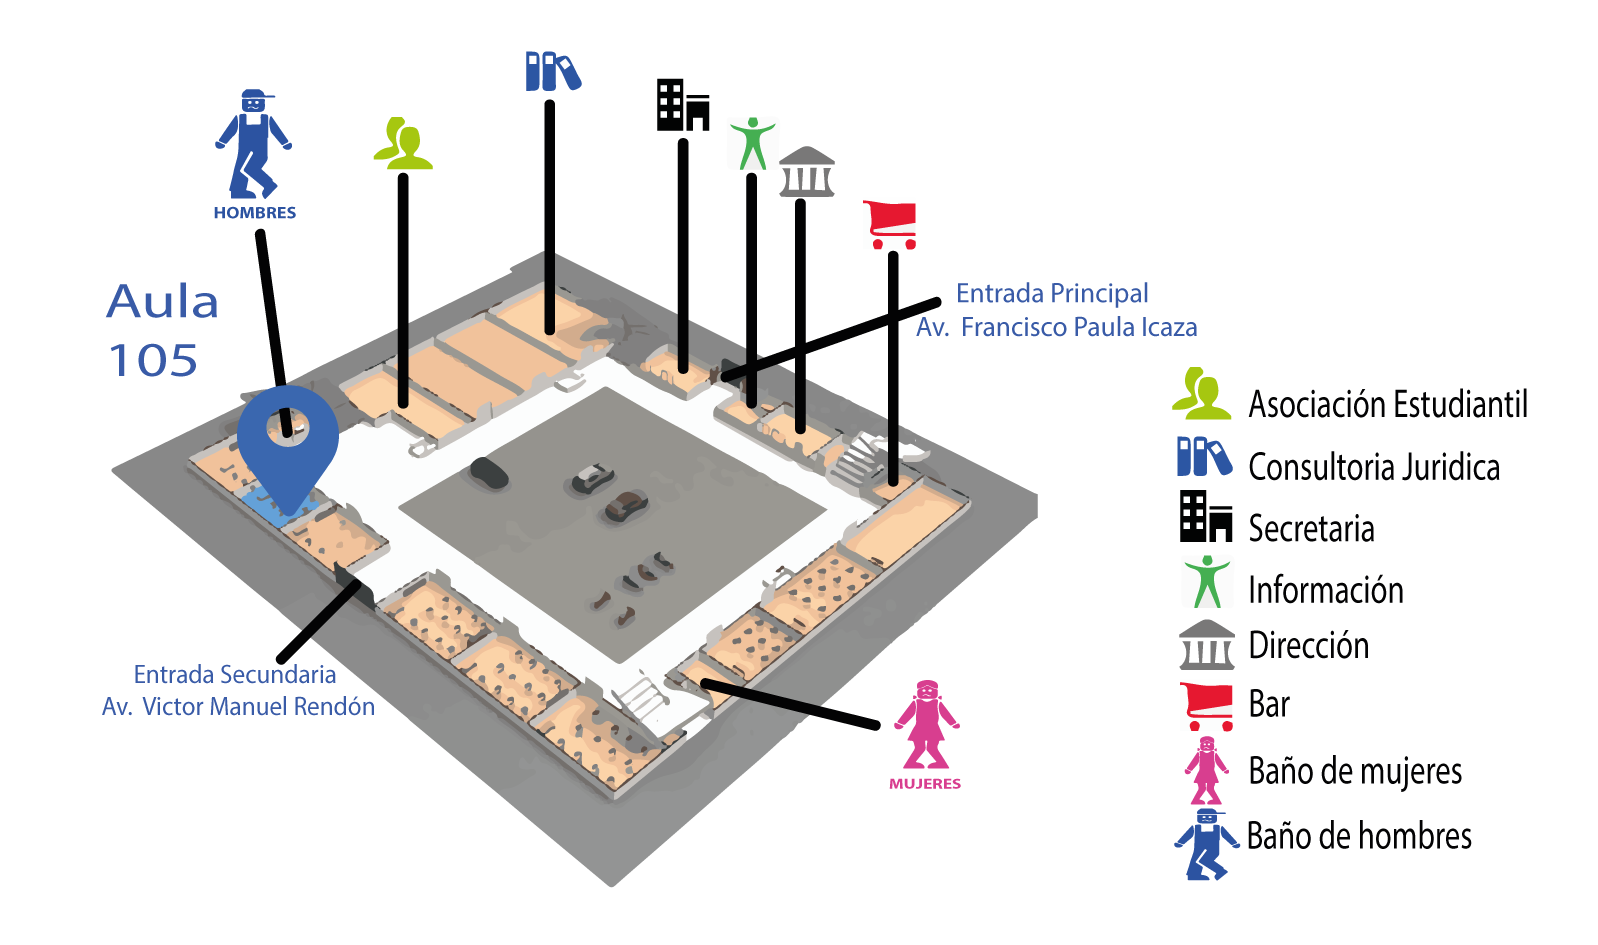 HOMBRES
Aula
105
Entrada Principal
Av. Francisco Paula Icaza
Entrada Secundaria
Av. Victor Manuel Rendón
MUJERES
Asociación Estudiantil
Consultoria Juridica
Secretaria
Información
Dirección
Bar
Baño de mujeres
Baño de hombres